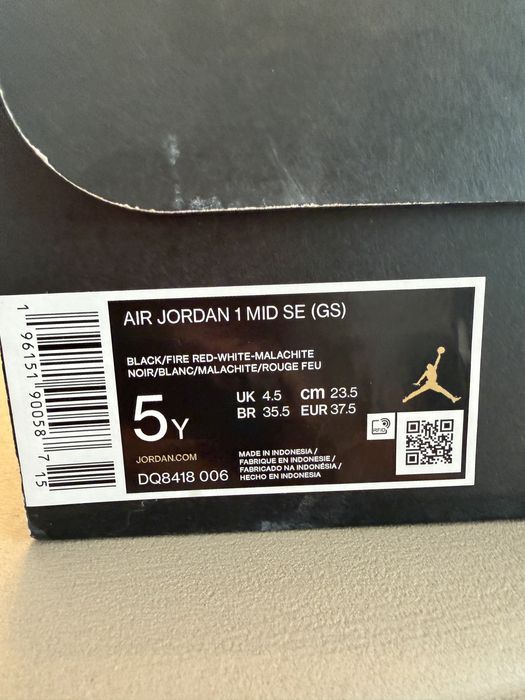 AIR JORDAN 1 MID SE (GS)
BLACK/FIRE RED-WHITE-MALACHITE
NOIR/BLANC/MALACHITE/ROUGE FEU
5Y
UK 4.5 cm 23.5
BR 35.5 EUR 37.5
JORDAN.COM
DQ8418 006
MADE IN INDONESIA /
FABRIQUE EN INDONESIE /
FABRICADO NA INDONÉSIA /
HECHO EN INDONESIA
RFID
1 96151 90058 7 15